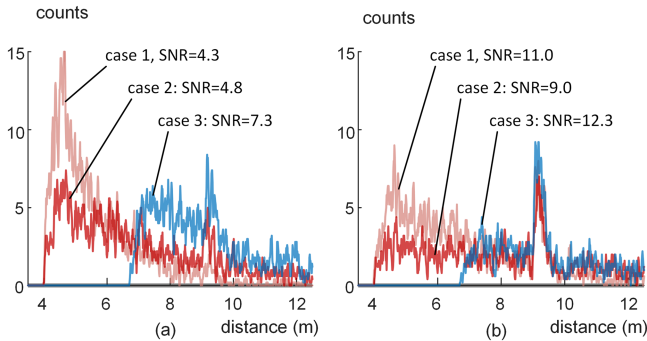 counts
15
10
5
0
case 1, SNR=4.3
case 2: SNR=4.8
case 3: SNR=7.3
4 6 8 10 12
(a)
distance (m)
counts
15
10
5
0
case 1, SNR=11.0
case 2: SNR=9.0
case 3: SNR=12.3
4 6 8 10 12
(b)
distance (m)